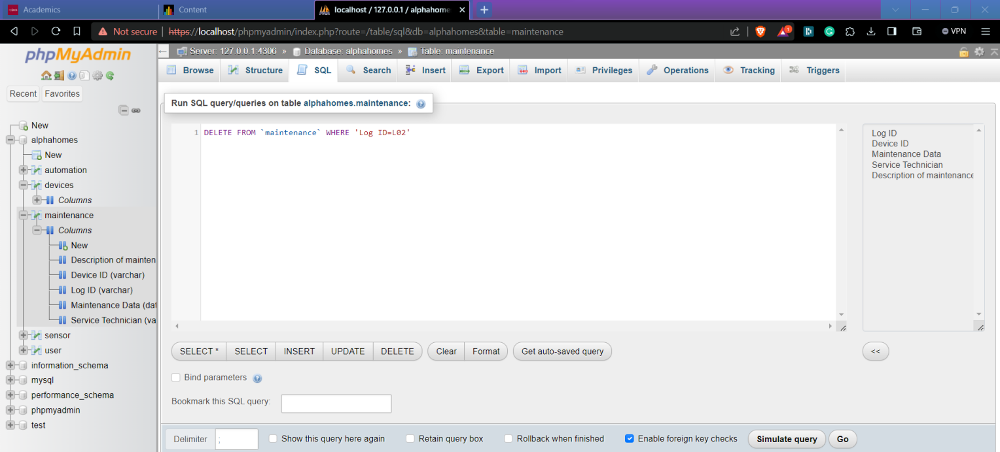 Academics
Content
localhost / 127.0.0.1 / alphahome
Not secure
https://localhost/phpmyadmin/index.php?route=/table/sql&db=alphahomes&table=maintenance
1
VPN
phpMyAdmin
Recent
Favorites
New
alphahomes
New
automation
devices
Columns
maintenance
Columns
New
Description of mainten
Device ID (varchar)
Log ID (varchar)
Maintenance Data (dat
Service Technician (va
sensor
user
information_schema
mysql
performance_schema
phpmyadmin
test
Server: 127.0.0.1:4306 » Database: alphahomes » Table: maintenance
Browse
Structure
SQL
Search
Insert
Export
Import
Privileges
Operations
Tracking
Triggers
Run SQL query/queries on table alphahomes.maintenance:
1 DELETE FROM `maintenance` WHERE 'Log ID=L02'
Log ID
Device ID
Maintenance Data
Service Technician
Description of maintenance
SELECT *
SELECT
INSERT
UPDATE
DELETE
Clear
Format
Get auto-saved query
<<
Bind parameters
Bookmark this SQL query:
Delimiter ;
Show this query here again
Retain query box
Rollback when finished
Enable foreign key checks
Simulate query
Go